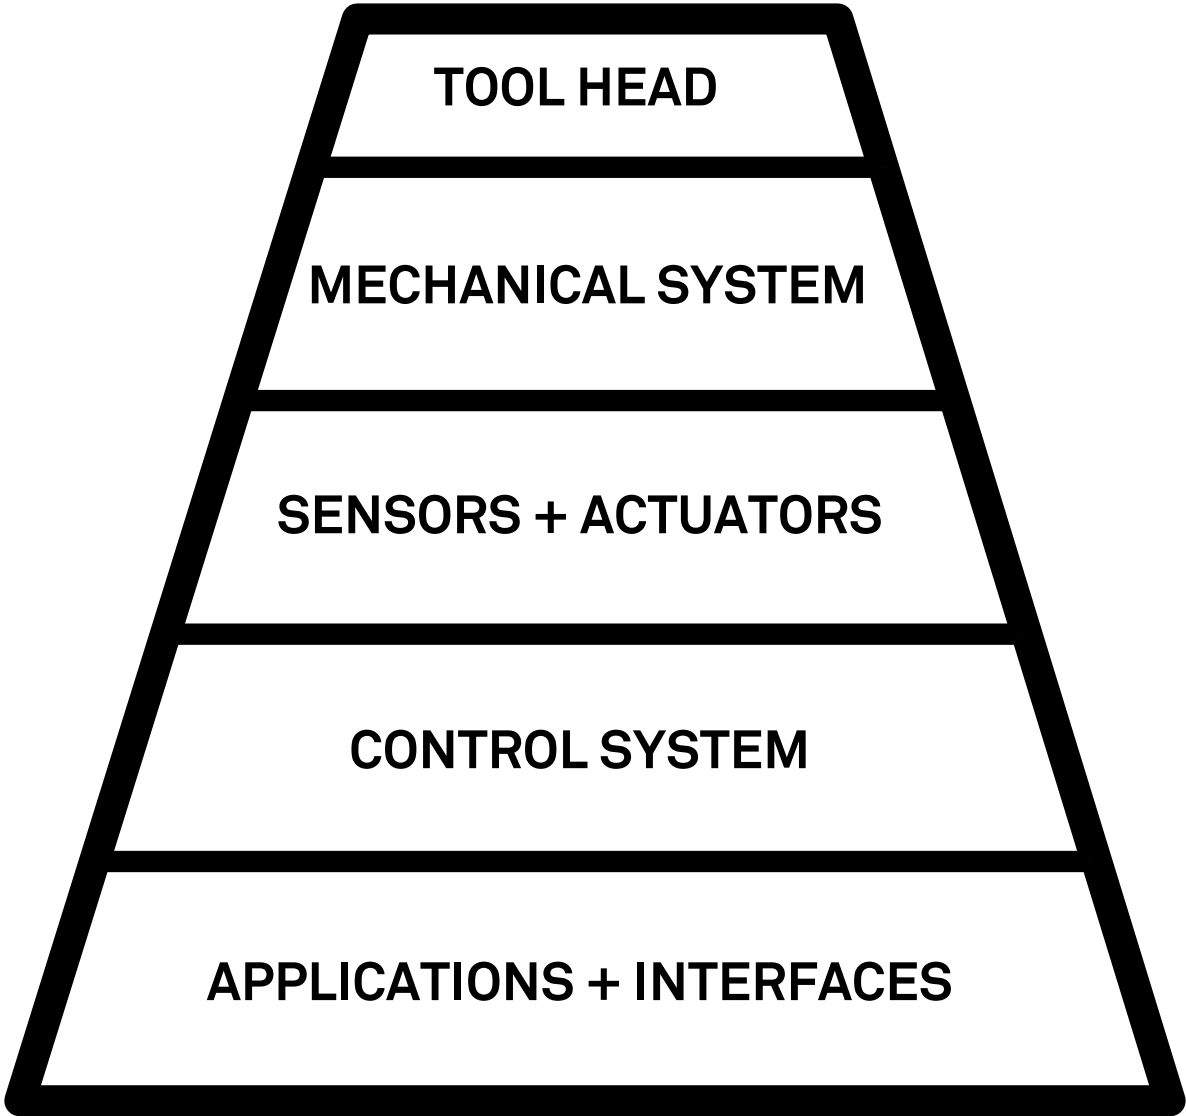 TOOL HEAD
MECHANICAL SYSTEM
SENSORS + ACTUATORS
CONTROL SYSTEM
APPLICATIONS + INTERFACES